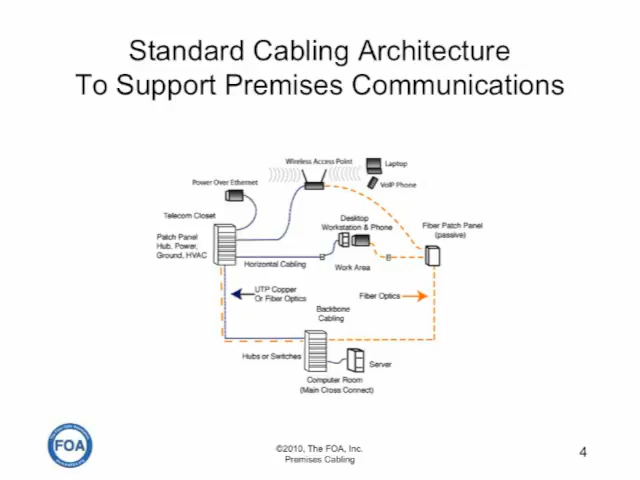 Standard Cabling Architecture
To Support Premises Communications
Wireless Access Point
Laptop
Power Over Ethernet
VoIP Phone
Telecom Closet
Desktop
Workstation & Phone
Fiber Patch Panel
(passive)
Patch Panel
Hub, Power,
Ground, HVAC
Horizontal Cabling
Work Area
UTP Copper
Or Fiber Optics
Fiber Optics
Backbone
Cabling
Hubs or Switches
Server
Computer Room
(Main Cross Connect)
FOA
©2010, The FOA, Inc.
Premises Cabling
4